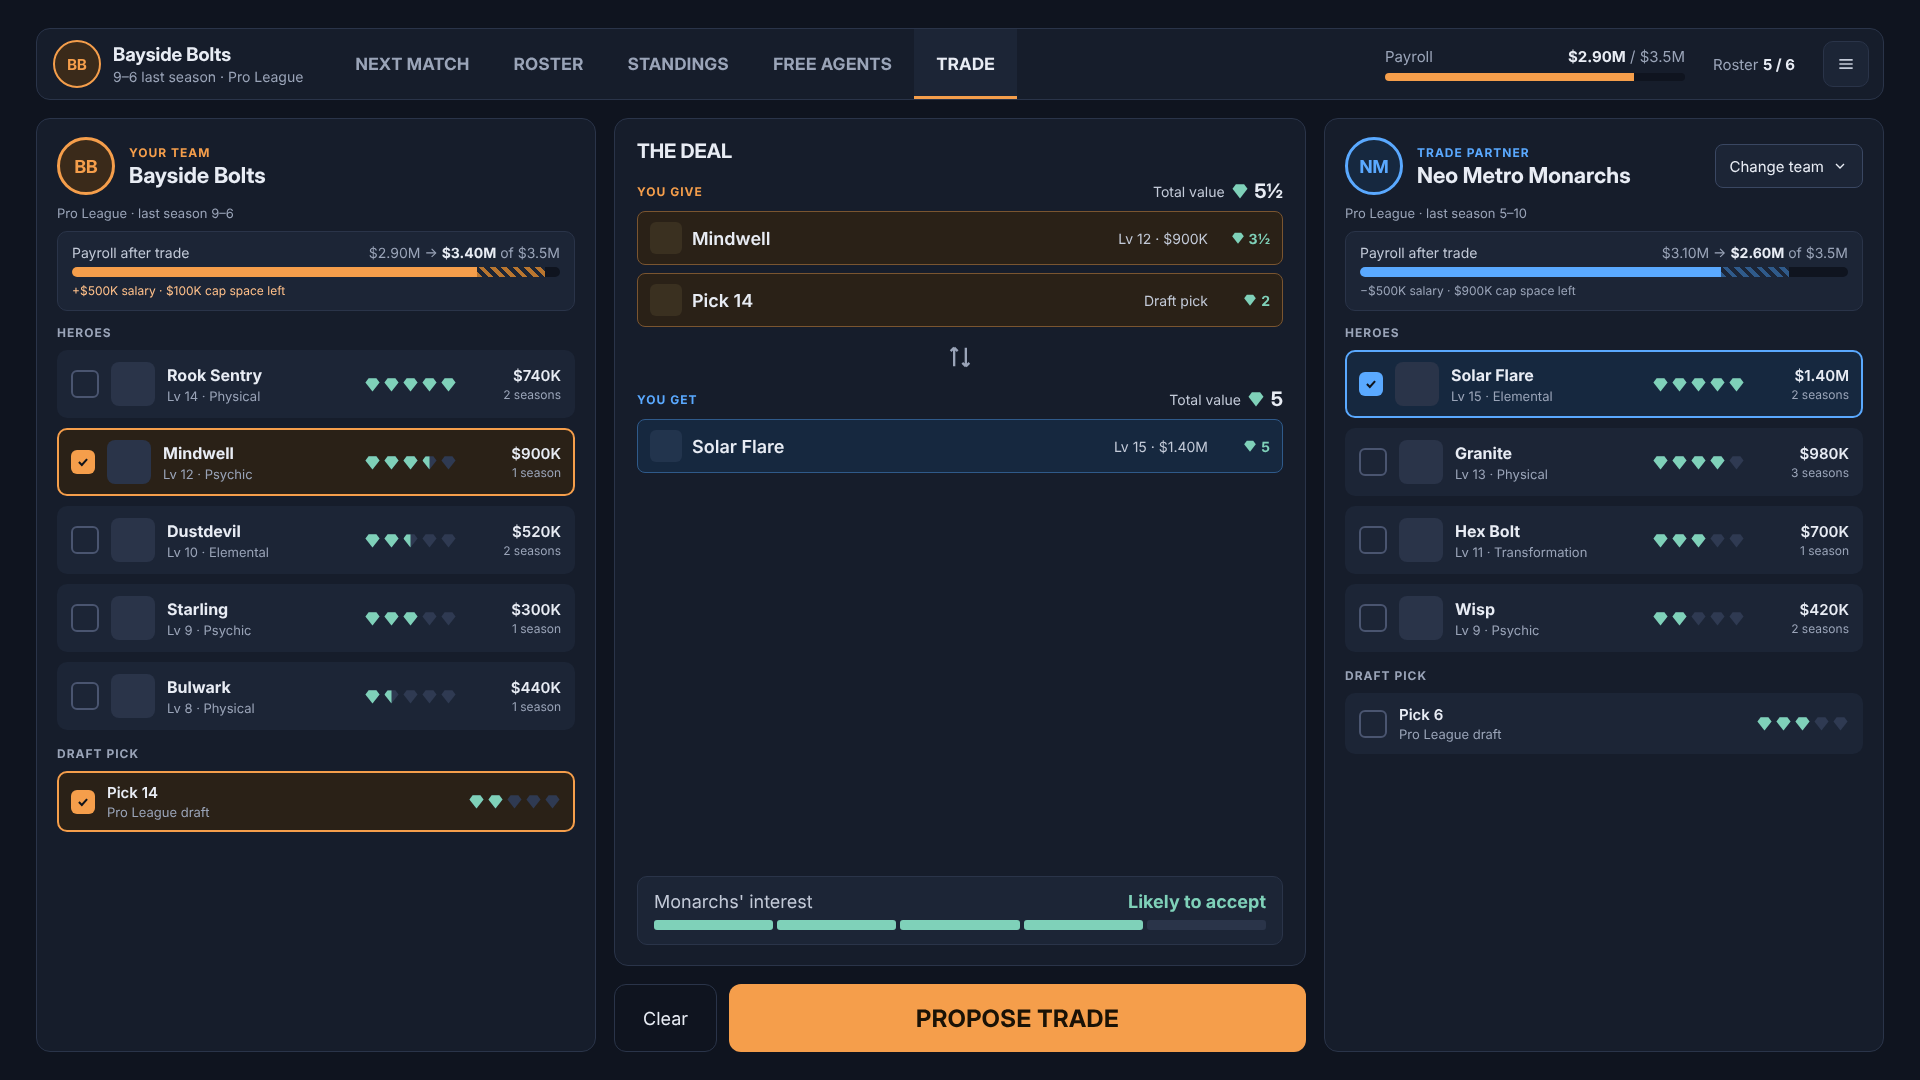 BB
Bayside Bolts
9–6 last season · Pro League
NEXT MATCH
ROSTER
STANDINGS
FREE AGENTS
TRADE
Payroll
$2.90M / $3.5M
Roster 5 / 6
BB
YOUR TEAM
Bayside Bolts
Pro League · last season 9–6
Payroll after trade
$2.90M → $3.40M of $3.5M
+$500K salary · $100K cap space left
HEROES
Rook Sentry
Lv 14 · Physical
$740K
2 seasons
Mindwell
Lv 12 · Psychic
$900K
1 season
Dustdevil
Lv 10 · Elemental
$520K
2 seasons
Starling
Lv 9 · Psychic
$300K
1 season
Bulwark
Lv 8 · Physical
$440K
1 season
DRAFT PICK
Pick 14
Pro League draft
THE DEAL
YOU GIVE
Total value 5½
Mindwell
Lv 12 · $900K
3½
Pick 14
Draft pick
2
YOU GET
Total value 5
Solar Flare
Lv 15 · $1.40M
5
Monarchs' interest
Likely to accept
Clear
PROPOSE TRADE
NM
TRADE PARTNER
Neo Metro Monarchs
Change team
Pro League · last season 5–10
Payroll after trade
$3.10M → $2.60M of $3.5M
−$500K salary · $900K cap space left
HEROES
Solar Flare
Lv 15 · Elemental
$1.40M
2 seasons
Granite
Lv 13 · Physical
$980K
3 seasons
Hex Bolt
Lv 11 · Transformation
$700K
1 season
Wisp
Lv 9 · Psychic
$420K
2 seasons
DRAFT PICK
Pick 6
Pro League draft